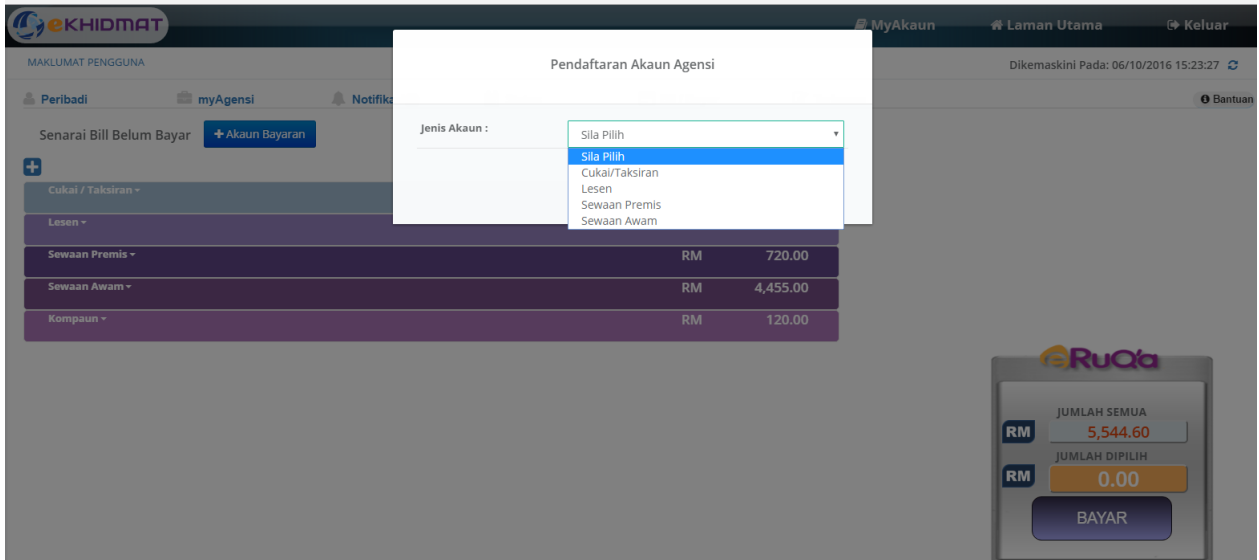 eKHIDMAT
MyAkaun
Laman Utama
Keluar
MAKLUMAT PENGGUNA
Dikemaskini Pada: 06/10/2016 15:23:27
Peribadi
myAgensi
Notifika
Bantuan
Senarai Bill Belum Bayar
+ Akaun Bayaran
Pendaftaran Akaun Agensi
Jenis Akaun :
Sila Pilih
Sila Pilih
Cukai/Taksiran
Lesen
Sewaan Premis
Sewaan Awam
Cukai / Taksiran
Lesen
Sewaan Premis RM 720.00
Sewaan Awam RM 4,455.00
Kompaun RM 120.00
eRuQ'a
JUMLAH SEMUA
RM 5,544.60
JUMLAH DIPILIH
RM 0.00
BAYAR